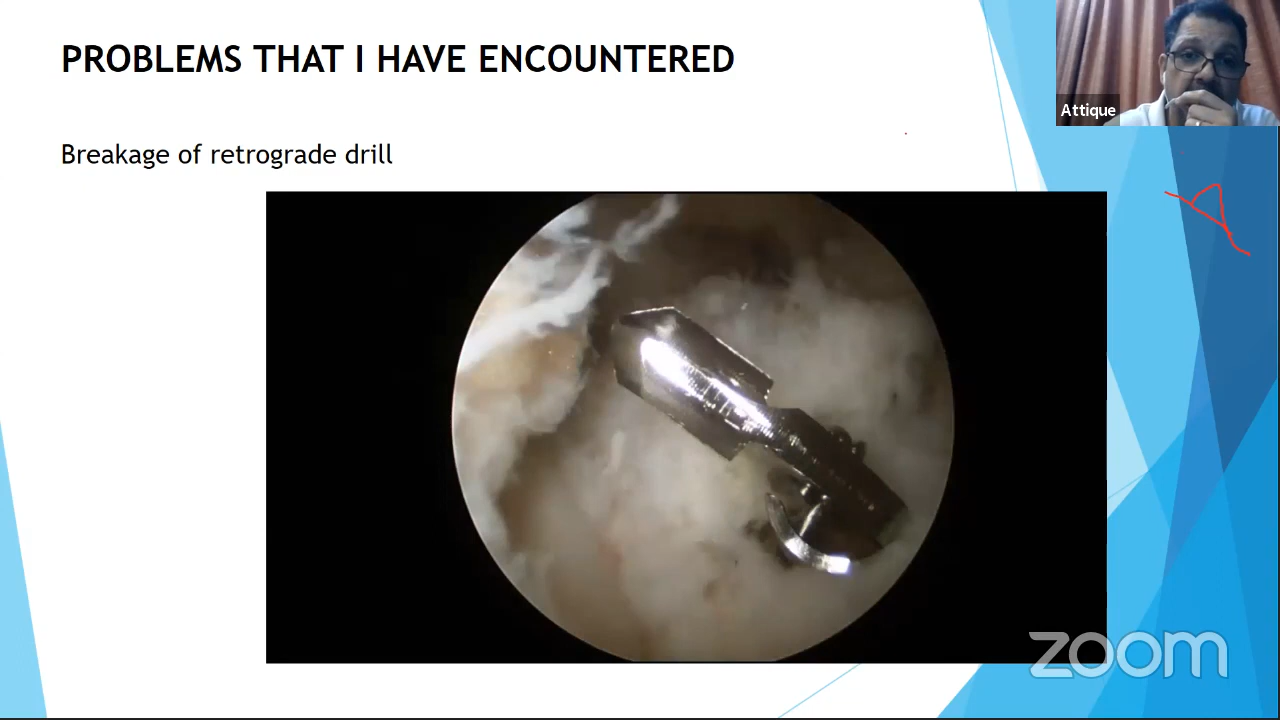 PROBLEMS THAT I HAVE ENCOUNTERED
Attique
Breakage of retrograde drill
zoom